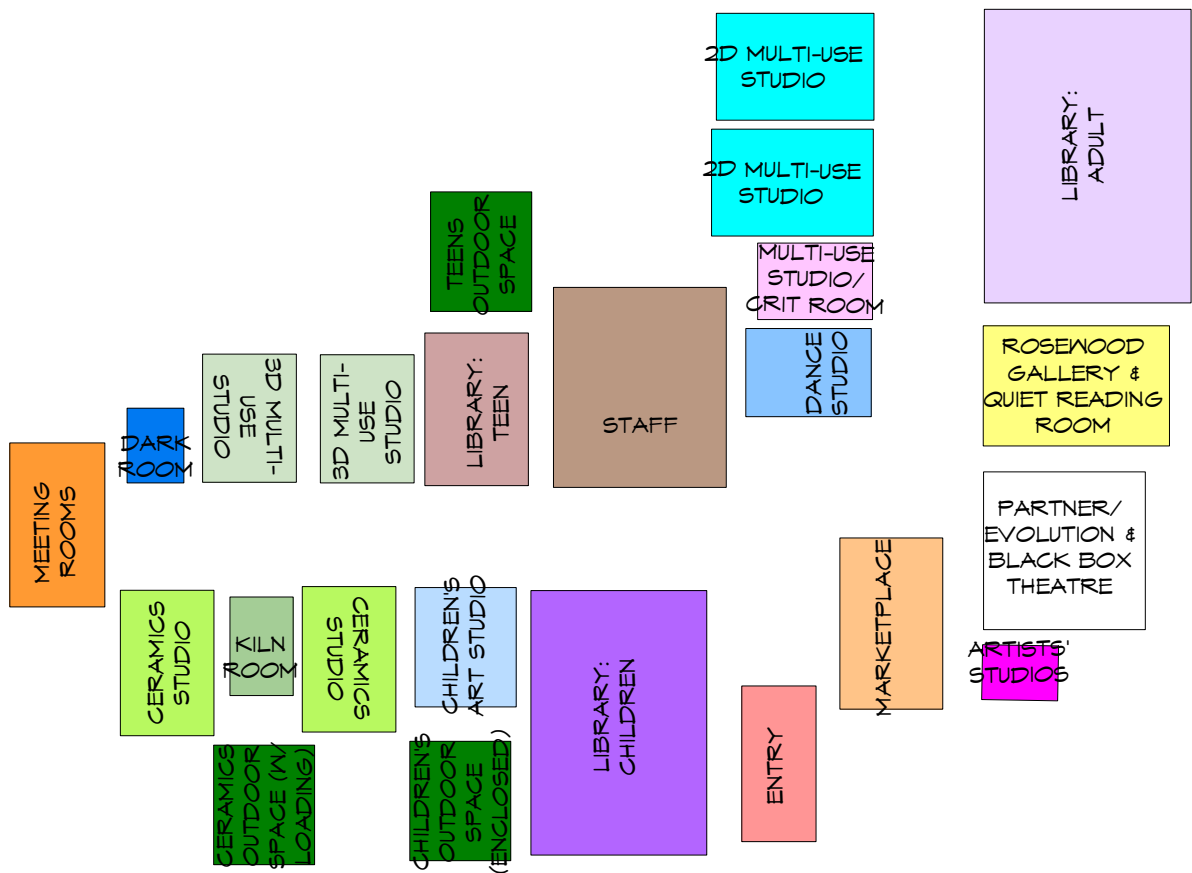 2D MULTI-USE
STUDIO
LIBRARY:
ADULT
2D MULTI-USE
STUDIO
TEENS
OUTDOOR
SPACE
MULTI-USE
STUDIO/
CRIT ROOM
ROSEWOOD
GALLERY &
QUIET READING
ROOM
DANCE
STUDIO
3D MULTI-
USE
STUDIO
3D MULTI-
USE
STUDIO
LIBRARY:
TEEN
STAFF
DARK
ROOM
MEETING
ROOMS
PARTNER/
EVOLUTION &
BLACK BOX
THEATRE
MARKETPLACE
CERAMICS
STUDIO
KILN
ROOM
CERAMICS
STUDIO
CHILDREN'S
ART STUDIO
LIBRARY:
CHILDREN
ARTISTS'
STUDIOS
ENTRY
CERAMICS
OUTDOOR
SPACE (W/
LOADING)
CHILDREN'S
OUTDOOR
SPACE
(ENCLOSED)